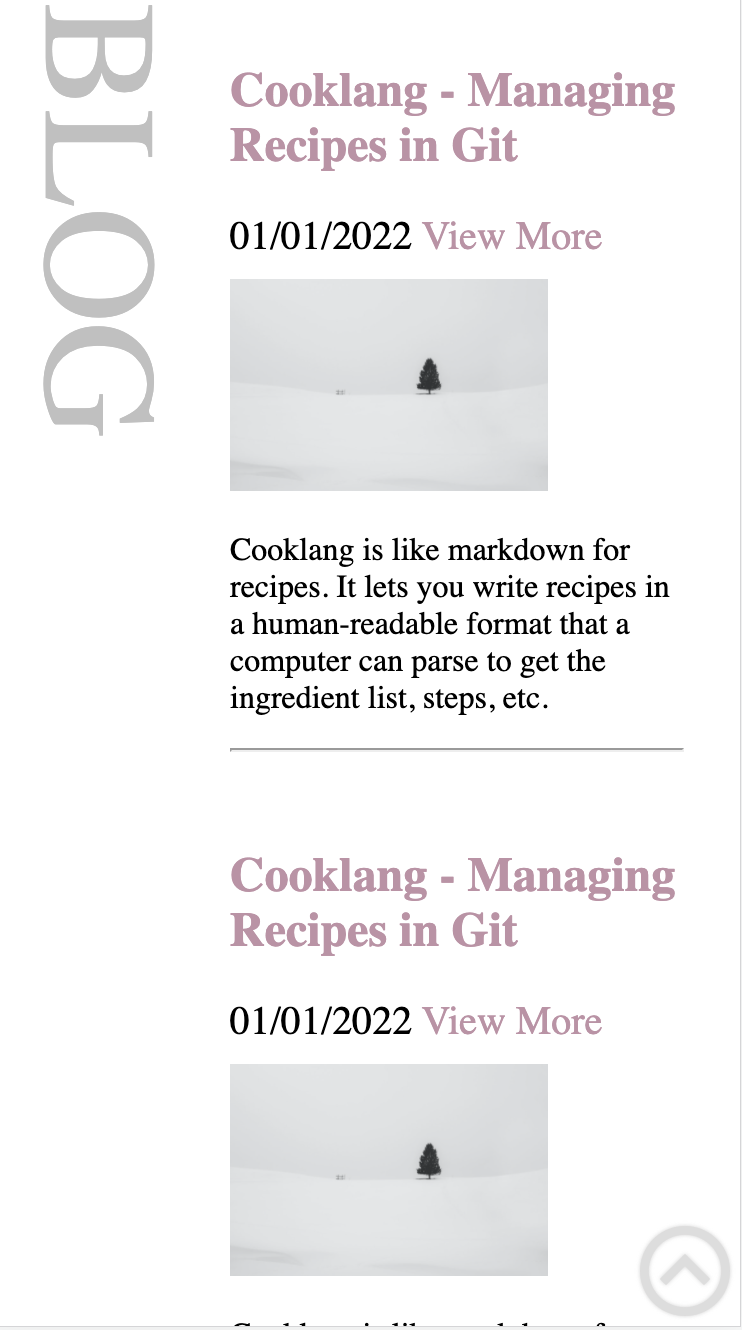 BLOG
Cooklang - Managing
Recipes in Git
01/01/2022 View More
Cooklang is like markdown for
recipes. It lets you write recipes in
a human-readable format that a
computer can parse to get the
ingredient list, steps, etc.
Cooklang - Managing
Recipes in Git
01/01/2022 View More